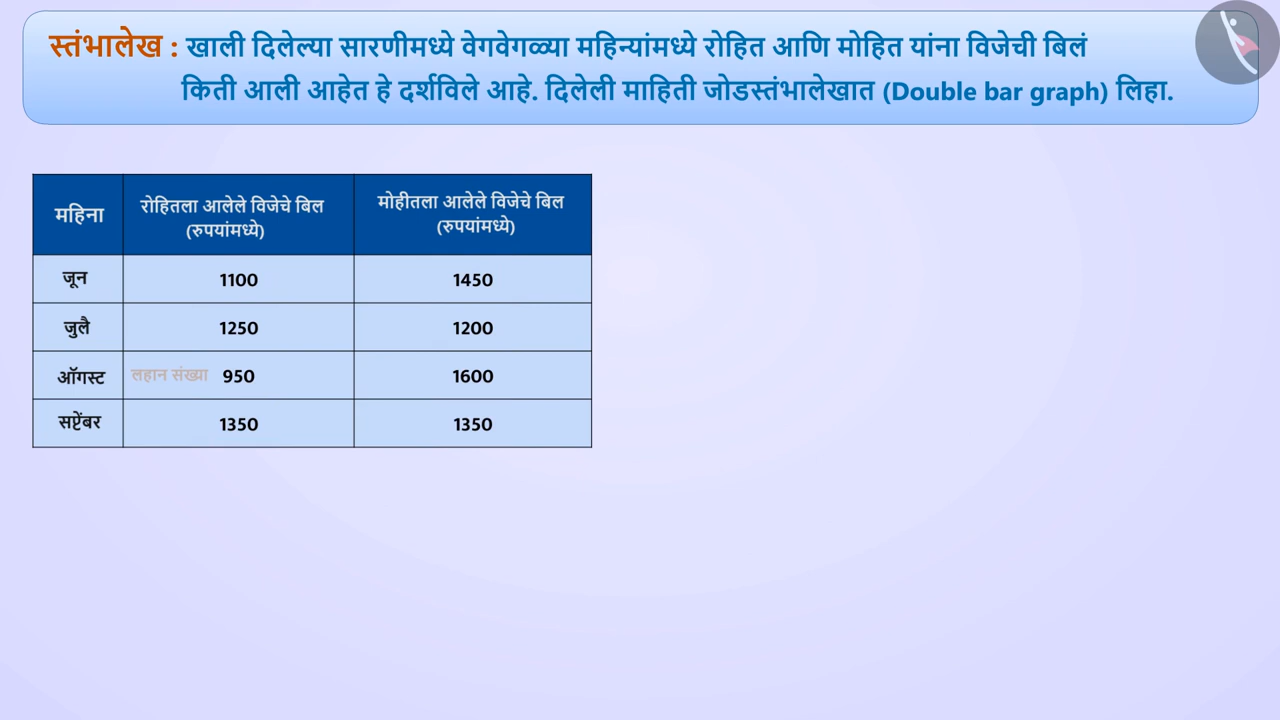 स्तंभालेख : खाली दिलेल्या सारणीमध्ये वेगवेगळ्या महिन्यांमध्ये रोहित आणि मोहित यांना विजेची बिलं
किती आली आहेत हे दर्शविले आहे. दिलेली माहिती जोडस्तंभालेखात (Double bar graph) लिहा.
महिना रोहितला आलेले विजेचे बिल (रुपयांमध्ये) मोहीतला आलेले विजेचे बिल (रुपयांमध्ये)
जून 1100 1450
जुलै 1250 1200
ऑगस्ट लहान संख्या 950 1600
सप्टेंबर 1350 1350